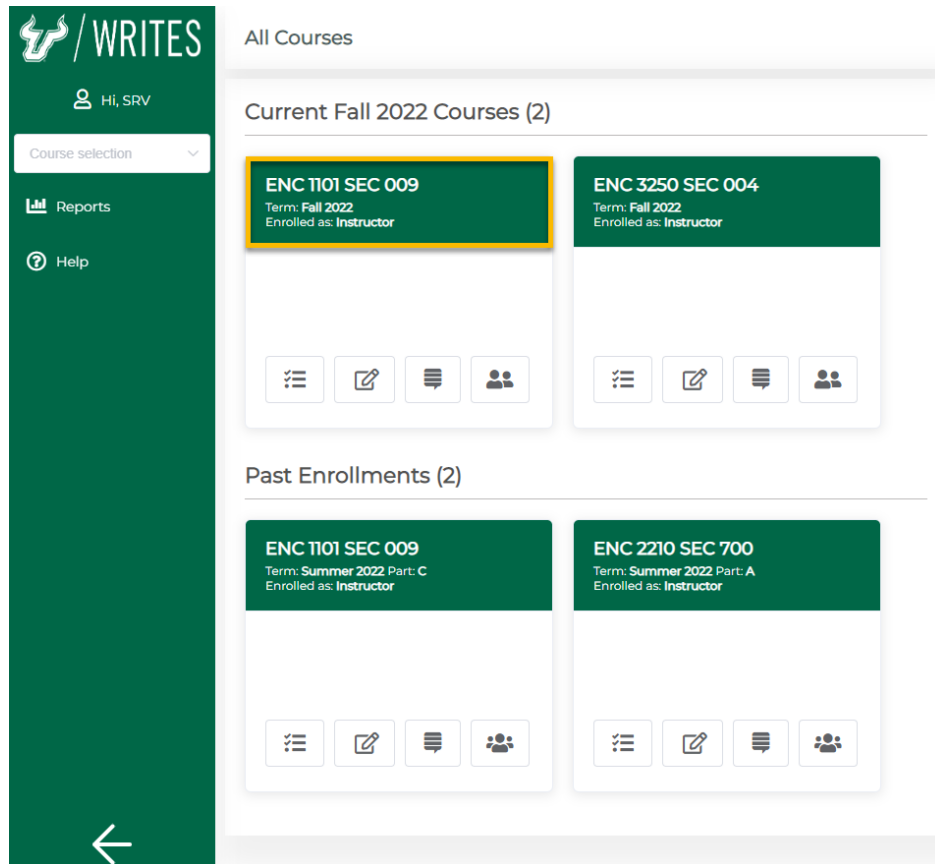 / WRITES
Hi, SRV
Course selection
Reports
Help
All Courses
Current Fall 2022 Courses (2)
ENC 1101 SEC 009
Term: Fall 2022
Enrolled as: Instructor
ENC 3250 SEC 004
Term: Fall 2022
Enrolled as: Instructor
Past Enrollments (2)
ENC 1101 SEC 009
Term: Summer 2022 Part: C
Enrolled as: Instructor
ENC 2210 SEC 700
Term: Summer 2022 Part: A
Enrolled as: Instructor